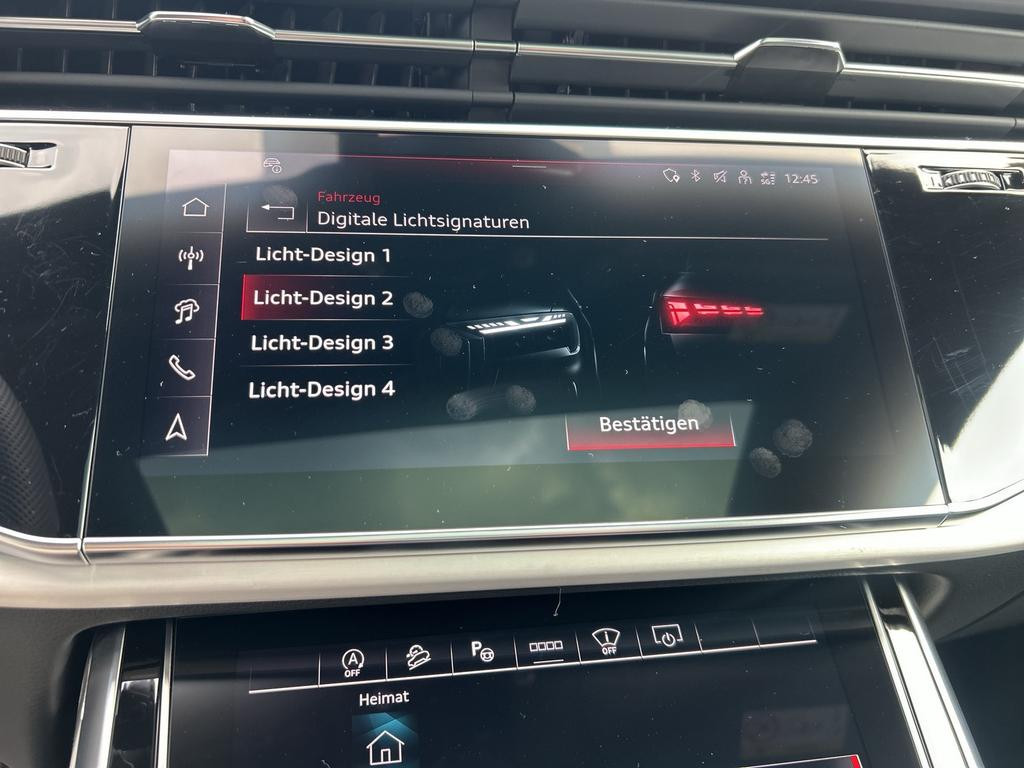 5G
12:45
Fahrzeug
Digitale Lichtsignaturen
Licht-Design 1
Licht-Design 2
Licht-Design 3
Licht-Design 4
Bestätigen
A
OFF
P
OFF
Heimat